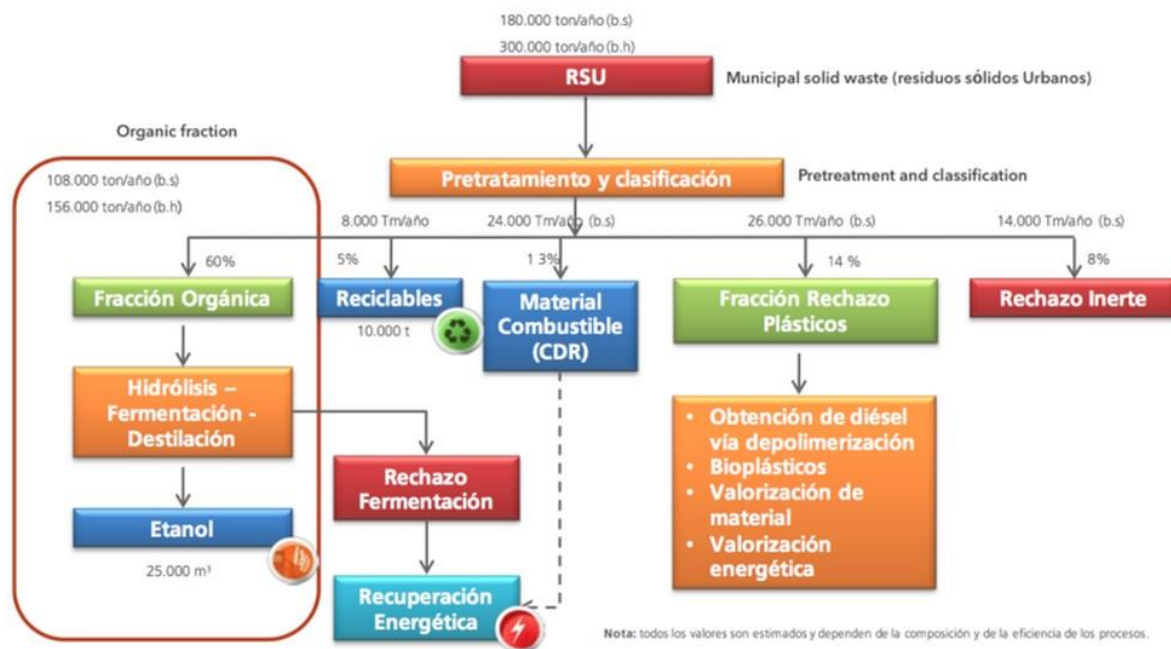 180.000 ton/año (b.s)
300.000 ton/año (b.h)
RSU
Municipal solid waste (residuos sólidos Urbanos)
Organic fraction
Pretratamiento y clasificación
Pretreatment and classification
108.000 ton/año (b.s)
156.000 ton/año (b.h)
8.000 Tm/año
24.000 Tm/año (b.s)
26.000 Tm/año (b.s)
14.000 Tm/año (b.s)
60%
5%
1 3%
14 %
8%
Fracción Orgánica
Reciclables
10.000 t
Material
Combustible
(CDR)
Fracción Rechazo
Plásticos
Rechazo Inerte
Hidrólisis –
Fermentación -
Destilación
Rechazo
Fermentación
• Obtención de diésel
vía depolimerización
• Bioplásticos
• Valorización de
material
• Valorización
energética
Etanol
25.000 m³
Recuperación
Energética
Nota: todos los valores son estimados y dependen de la composición y de la eficiencia de los procesos.